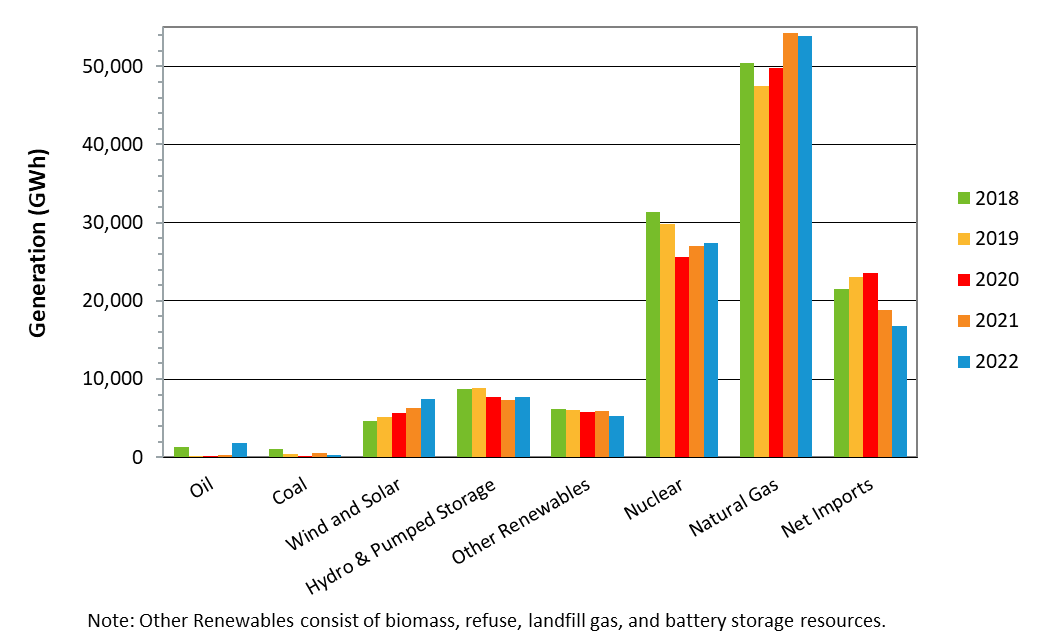 Generation (GWh)
50,000
40,000
30,000
20,000
10,000
0
Oil
Coal
Wind and Solar
Hydro & Pumped Storage
Other Renewables
Nuclear
Natural Gas
Net Imports
2018
2019
2020
2021
2022
Note: Other Renewables consist of biomass, refuse, landfill gas, and battery storage resources.